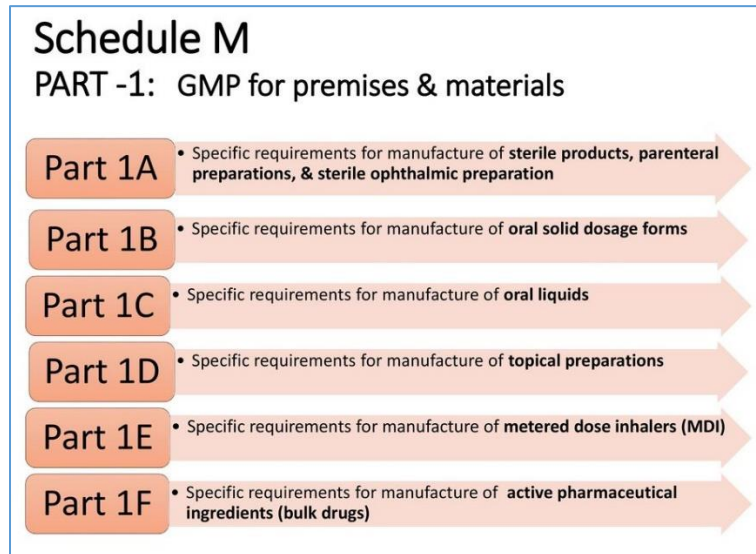 Schedule M
PART -1: GMP for premises & materials
Part 1A
• Specific requirements for manufacture of sterile products, parenteral
preparations, & sterile ophthalmic preparation
Part 1B
• Specific requirements for manufacture of oral solid dosage forms
Part 1C
• Specific requirements for manufacture of oral liquids
Part 1D
• Specific requirements for manufacture of topical preparations
Part 1E
• Specific requirements for manufacture of metered dose inhalers (MDI)
Part 1F
• Specific requirements for manufacture of active pharmaceutical
ingredients (bulk drugs)